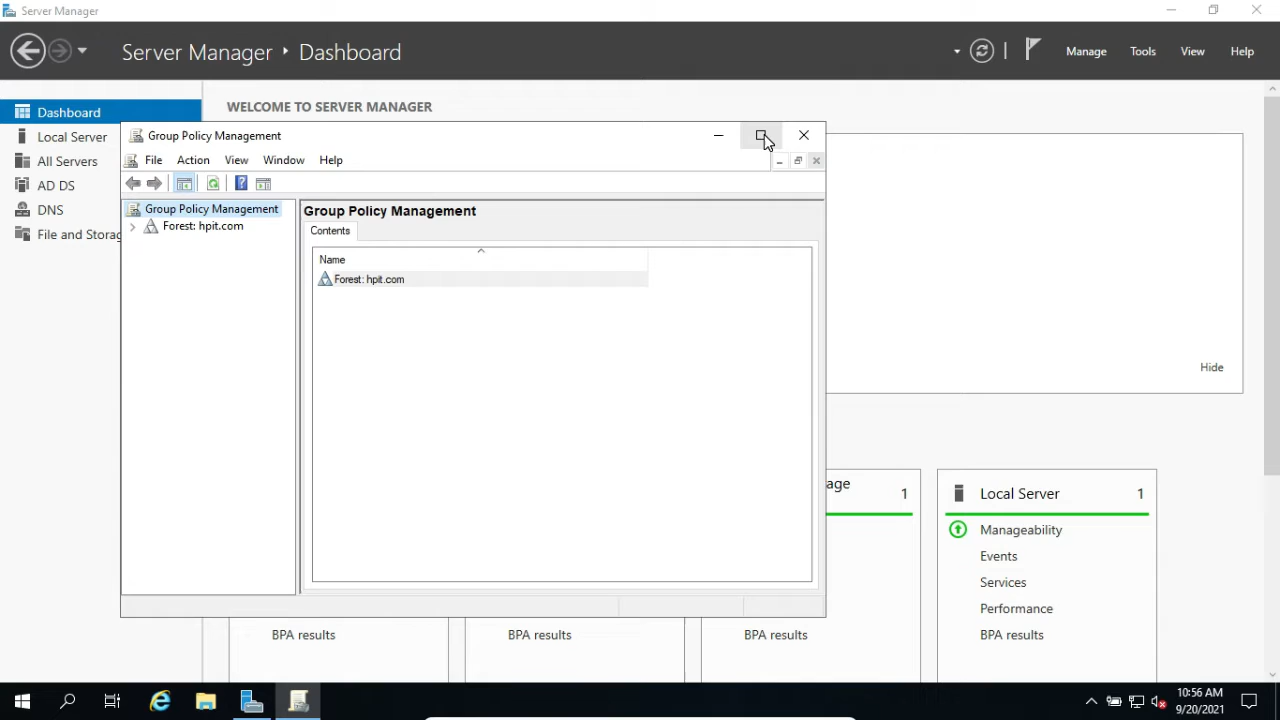 Server Manager
Server Manager ‣ Dashboard
Manage Tools View Help
Dashboard
Local Server
All Servers
AD DS
DNS
File and Storag
WELCOME TO SERVER MANAGER
Group Policy Management
File Action View Window Help
Group Policy Management
Forest: hpit.com
Group Policy Management
Contents
Name
Forest: hpit.com
Hide
age 1
Local Server 1
Manageability
Events
Services
Performance
BPA results
BPA results
BPA results
BPA results
10:56 AM
9/20/2021